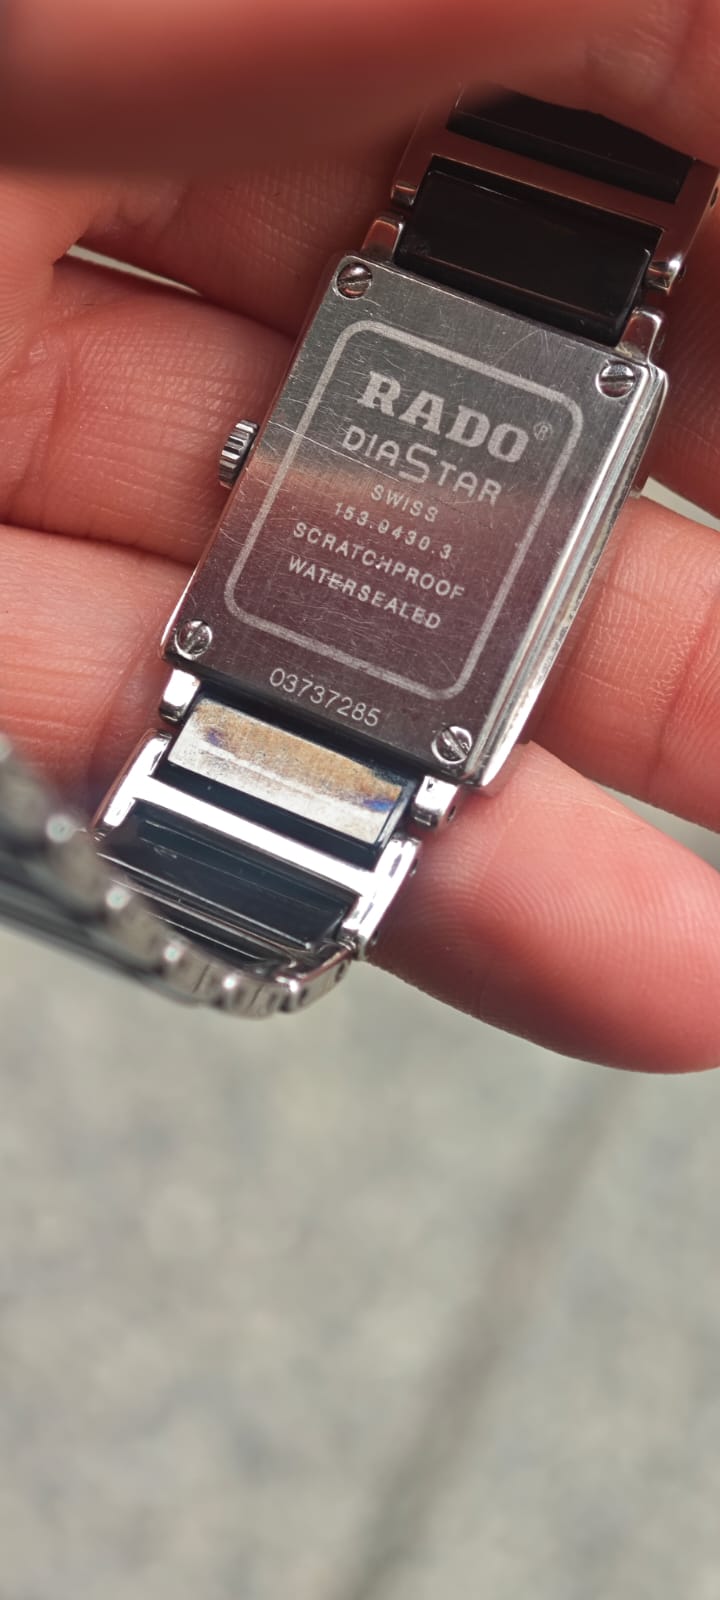 RADO®
DIASTAR
SWISS
153.0430.3
SCRATCHPROOF
WATERSEALED
03737285